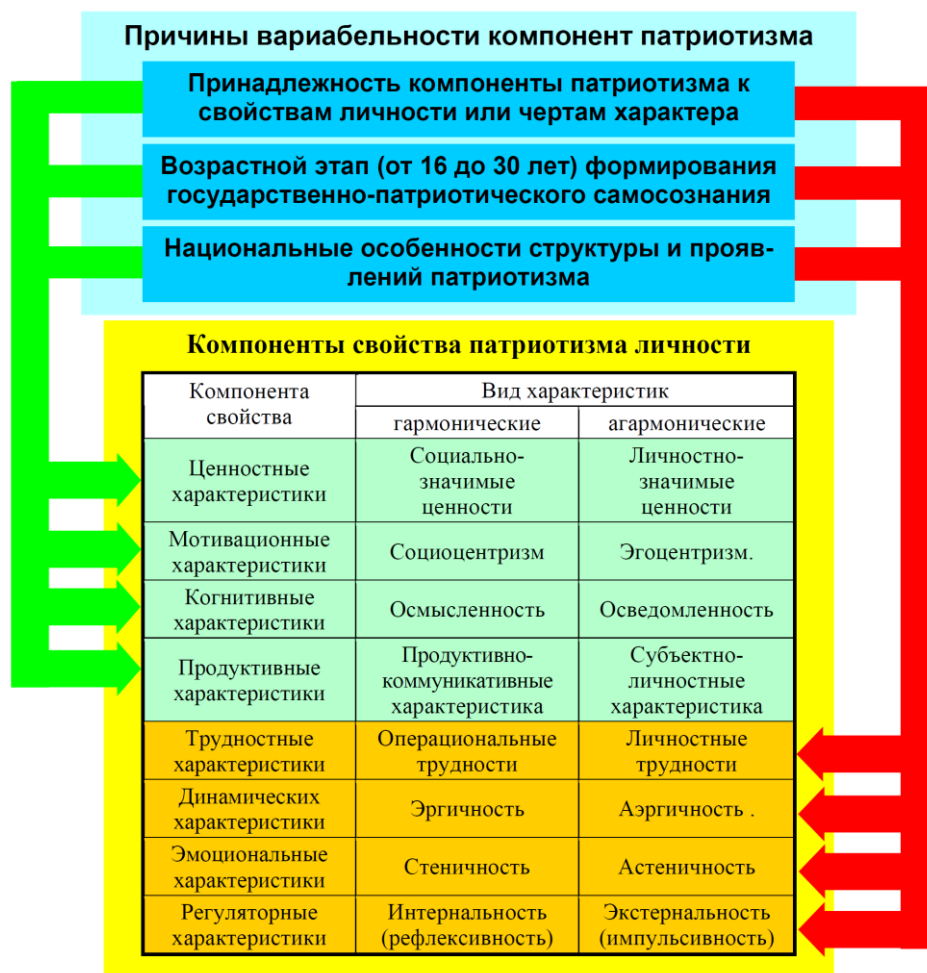 Причины вариабельности компонент патриотизма
Принадлежность компоненты патриотизма к
свойствам личности или чертам характера
Возрастной этап (от 16 до 30 лет) формирования
государственно-патриотического самосознания
Национальные особенности структуры и прояв-
лений патриотизма
Компоненты свойства патриотизма личности
Компонента
свойства
Вид характеристик
гармонические
агармонические
Ценностные
характеристики
Социально-
значимые
ценности
Личностно-
значимые
ценности
Мотивационные
характеристики
Социоцентризм
Эгоцентризм.
Когнитивные
характеристики
Осмысленность
Осведомленность
Продуктивные
характеристики
Продуктивно-
коммуникативные
характеристика
Субъектно-
личностные
характеристика
Трудностные
характеристики
Операциональные
трудности
Личностные
трудности
Динамических
характеристики
Эргичность
Аэргичность .
Эмоциональные
характеристики
Стеничность
Астеничность
Регуляторные
характеристики
Интернальность
(рефлексивность)
Экстернальность
(импульсивность)